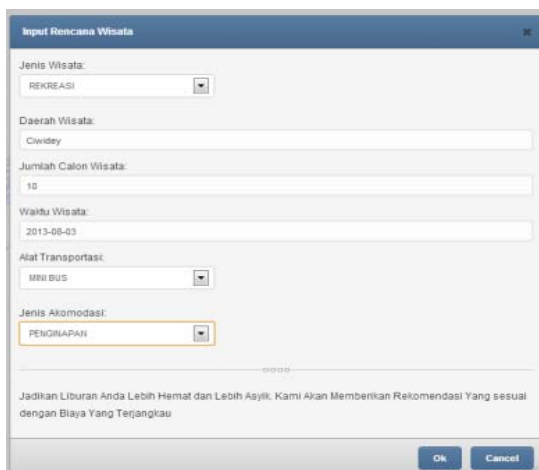 Input Rencana Wisata
Jenis Wisata:
REKREASI
Daerah Wisata:
Ciwidey
Jumlah Calon Wisata:
10
Waktu Wisata:
2013-08-03
Alat Transportasi:
MINI BUS
Jenis Akomodasi:
PENGINAPAN
Jadikan Liburan Anda Lebih Hemat dan Lebih Asyik. Kami Akan Memberikan Rekomendasi Yang sesuai
dengan Biaya Yang Terjangkau
Ok Cancel